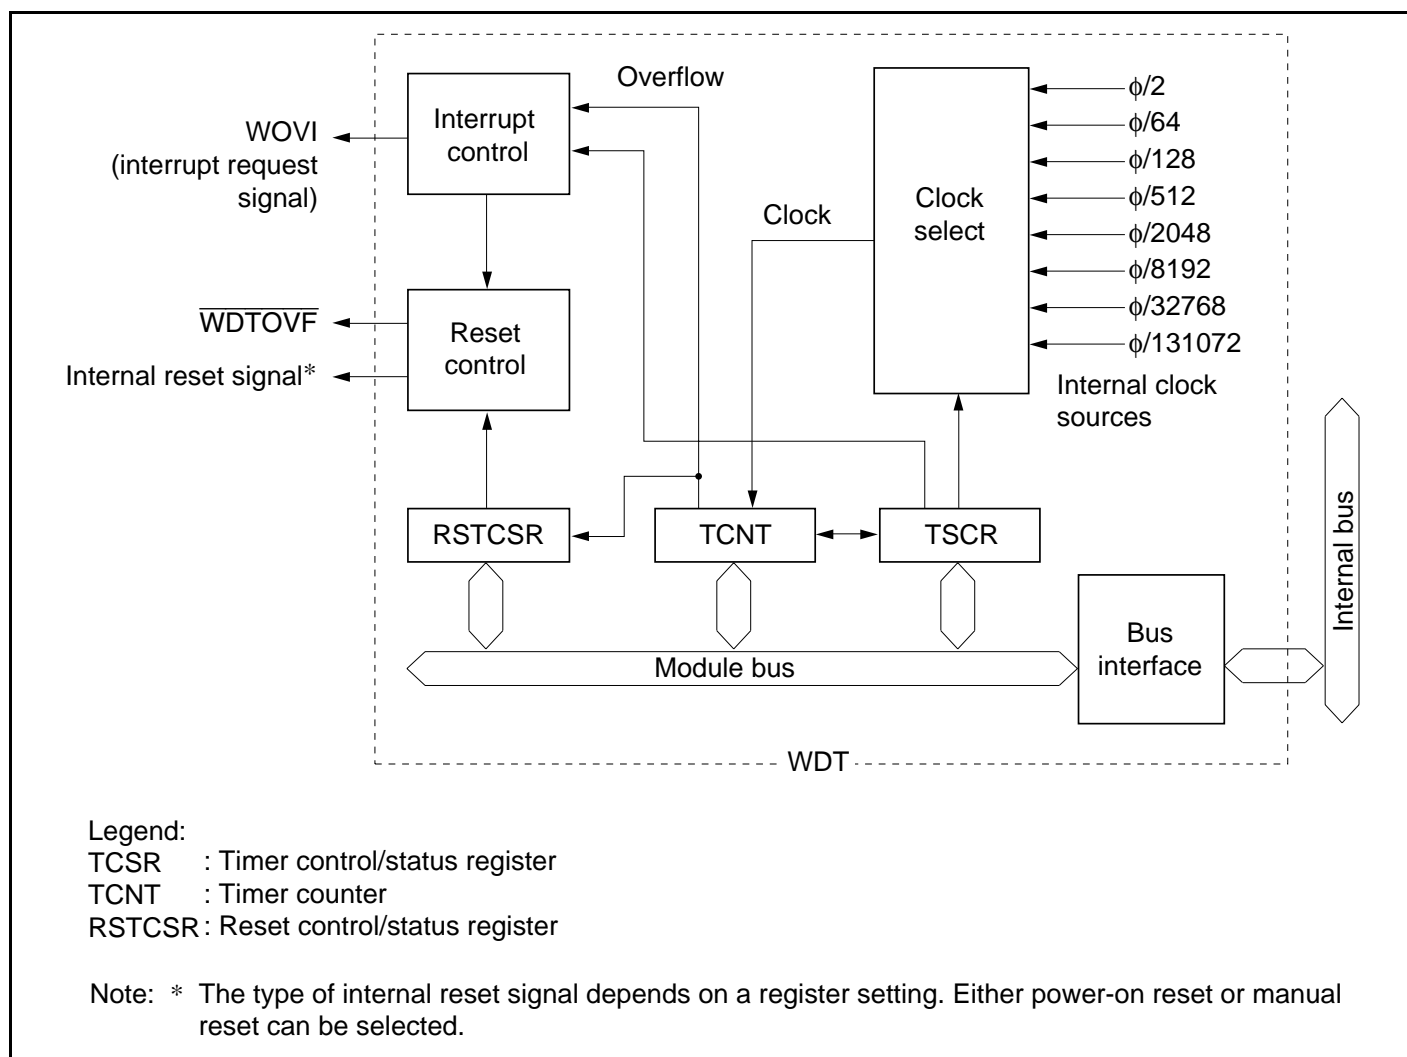 Overflow
Interrupt
control
WOVI
(interrupt request
signal)
Clock
Clock
select
ϕ/2
ϕ/64
ϕ/128
ϕ/512
ϕ/2048
ϕ/8192
ϕ/32768
ϕ/131072
Internal clock
sources
WDTOVF
Internal reset signal*
Reset
control
RSTCSR
TCNT
TSCR
Internal bus
Bus
interface
Module bus
WDT
Legend:
TCSR : Timer control/status register
TCNT : Timer counter
RSTCSR : Reset control/status register
Note: * The type of internal reset signal depends on a register setting. Either power-on reset or manual
reset can be selected.